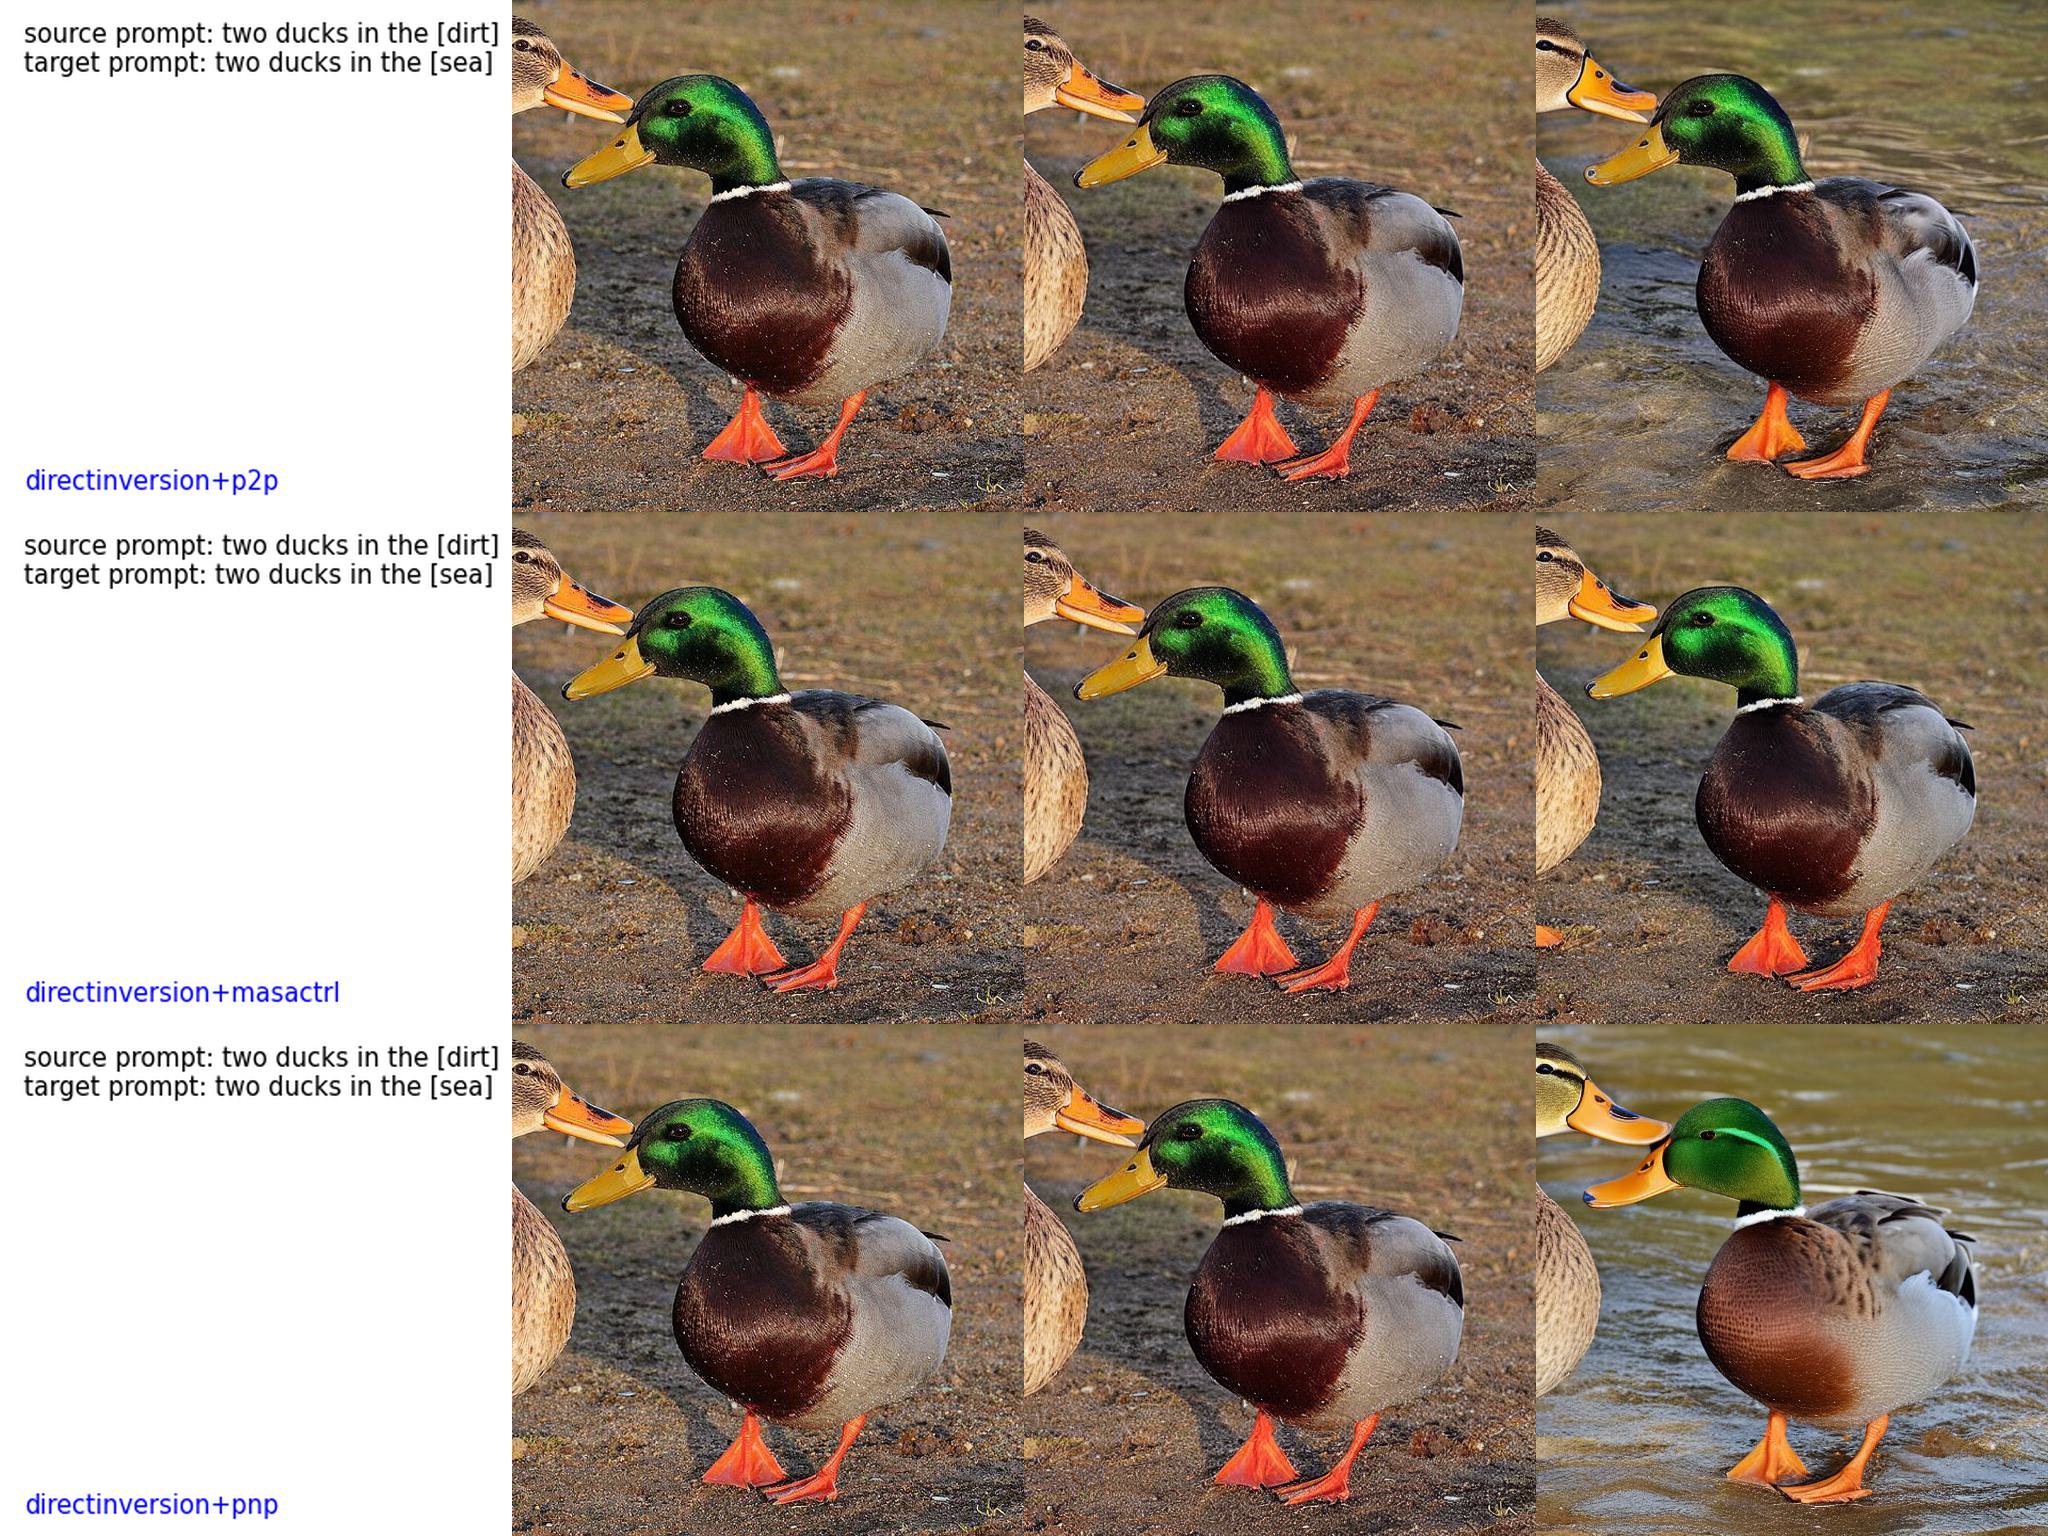 source prompt: two ducks in the [dirt]
target prompt: two ducks in the [sea]
directinversion+p2p
source prompt: two ducks in the [dirt]
target prompt: two ducks in the [sea]
directinversion+masactrl
source prompt: two ducks in the [dirt]
target prompt: two ducks in the [sea]
directinversion+pnp